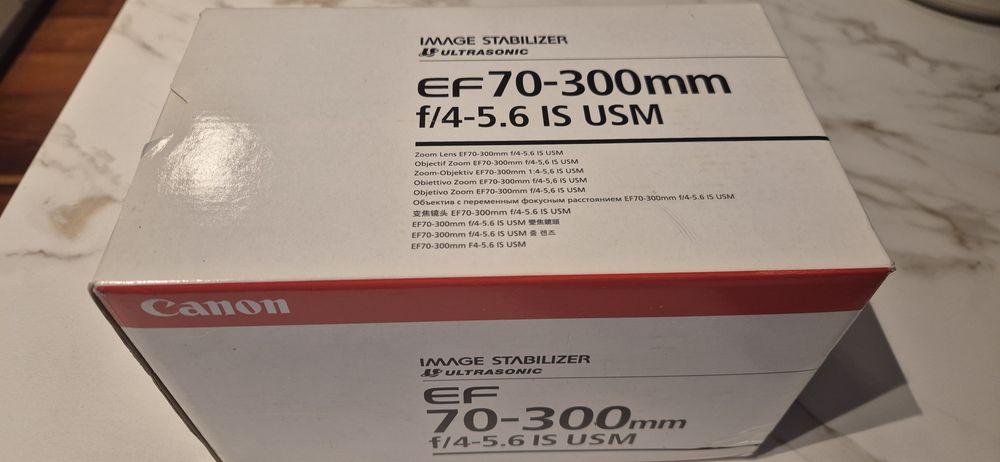 IMAGE STABILIZER
ULTRASONIC
EF70-300mm
f/4-5.6 IS USM
Zoom Lens EF70-300mm f/4-5.6 IS USM
Objectif Zoom EF70-300mm f/4-5,6 IS USM
Zoom-Objektiv EF70-300mm 1:4-5,6 IS USM
Obiettivo Zoom EF70-300mm f/4-5,6 IS USM
Objetivo Zoom EF70-300mm f/4-5,6 IS USM
Объектив с переменным фокусным расстоянием EF70-300mm f/4-5,6 IS USM
变焦镜头 EF70-300mm f/4-5.6 IS USM
EF70-300mm f/4-5.6 IS USM 變焦鏡頭
EF70-300mm f/4-5.6 IS USM 줌 렌즈
EF70-300mm F4-5.6 IS USM
Canon
IMAGE STABILIZER
ULTRASONIC
EF
70-300mm
f/4-5.6 IS USM